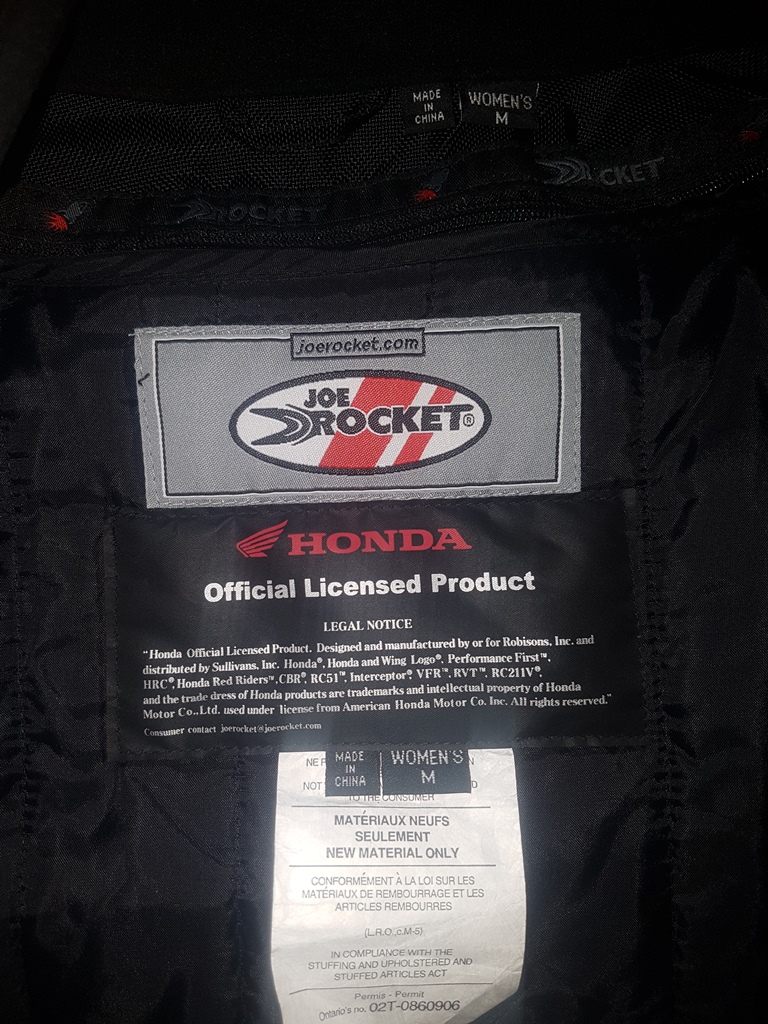 MADE
IN
CHINA
WOMEN'S
M
ROCKET
CKET
joerocket.com
JOE
ROCKET®
HONDA
Official Licensed Product
LEGAL NOTICE
"Honda Official Licensed Product. Designed and manufactured by or for Robisons, Inc. and
distributed by Sullivans, Inc. Honda®, Honda and Wing Logo®, Performance First™,
HRC®, Honda Red Riders™, CBR®, RC51™, Interceptor® VFR™, RVT™, RC211V®,
and the trade dress of Honda products are trademarks and intellectual property of Honda
Motor Co., Ltd. used under license from American Honda Motor Co. Inc. All rights reserved."
Consumer contact joerocket@joerocket.com
MADE
IN
CHINA
WOMEN'S
M
NOT
TO THE CONSUMER
MATÉRIAUX NEUFS
SEULEMENT
NEW MATERIAL ONLY
CONFORMÉMENT À LA LOI SUR LES
MATÉRIAUX DE REMBOURRAGE ET LES
ARTICLES REMBOURRES
(L.R.O.,c.M-5)
IN COMPLIANCE WITH THE
STUFFING AND UPHOLSTERED AND
STUFFED ARTICLES ACT
Permis - Permit
Ontario's no. 02T-0860906